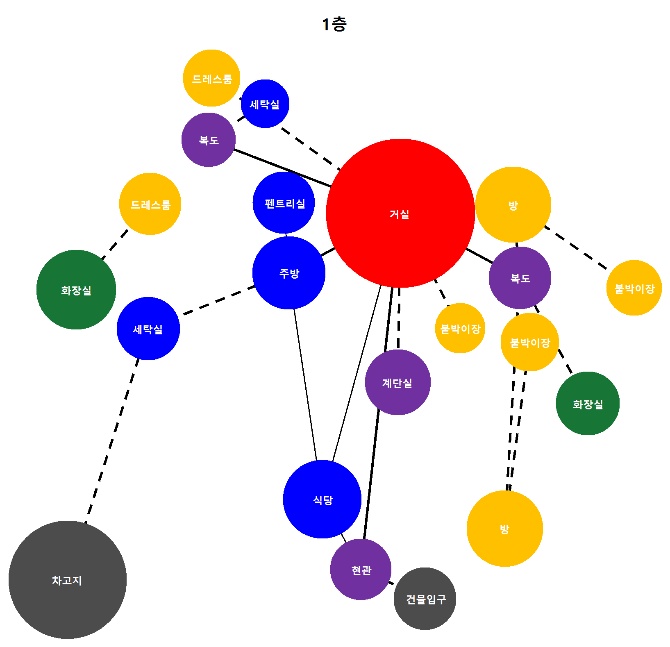 1층
드레스룸
세탁실
복도
펜트리실
드레스룸
거실
방
주방
복도
화장실
붙박이장
세탁실
붙박이장
붙박이장
계단실
화장실
식당
방
현관
차고지
건물입구